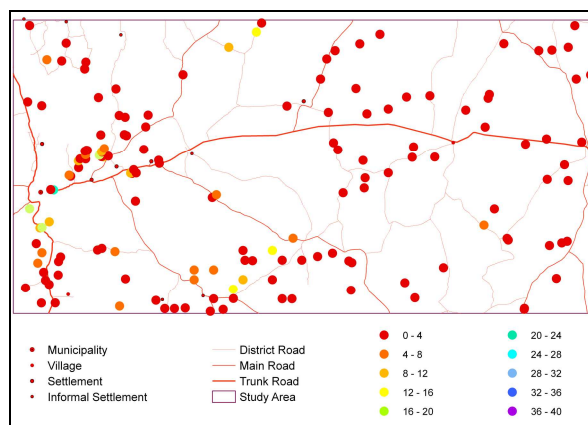 Municipality
Village
Settlement
Informal Settlement
District Road
Main Road
Trunk Road
Study Area
0 - 4
4 - 8
8 - 12
12 - 16
16 - 20
20 - 24
24 - 28
28 - 32
32 - 36
36 - 40